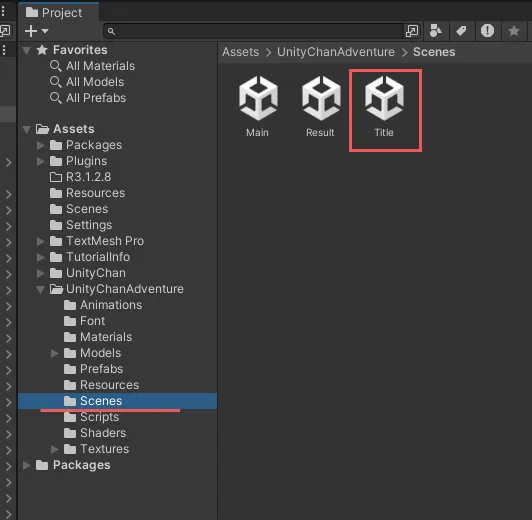 Project
Favorites
All Materials
All Models
All Prefabs
Assets
Packages
Plugins
R3.1.2.8
Resources
Scenes
Settings
TextMesh Pro
TutorialInfo
UnityChan
UnityChanAdventure
Animations
Font
Materials
Models
Prefabs
Resources
Scenes
Scripts
Shaders
Textures
Packages
Assets > UnityChanAdventure > Scenes
Main Result Title